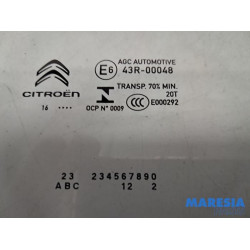 CITROËN
16 ....
AGC AUTOMOTIVE
E6 43R-00048
TRANSP. 70% MIN.
20T
I OCP N° 0009 CCC E000292
23 234567890
ABC 12 2
MARESIA